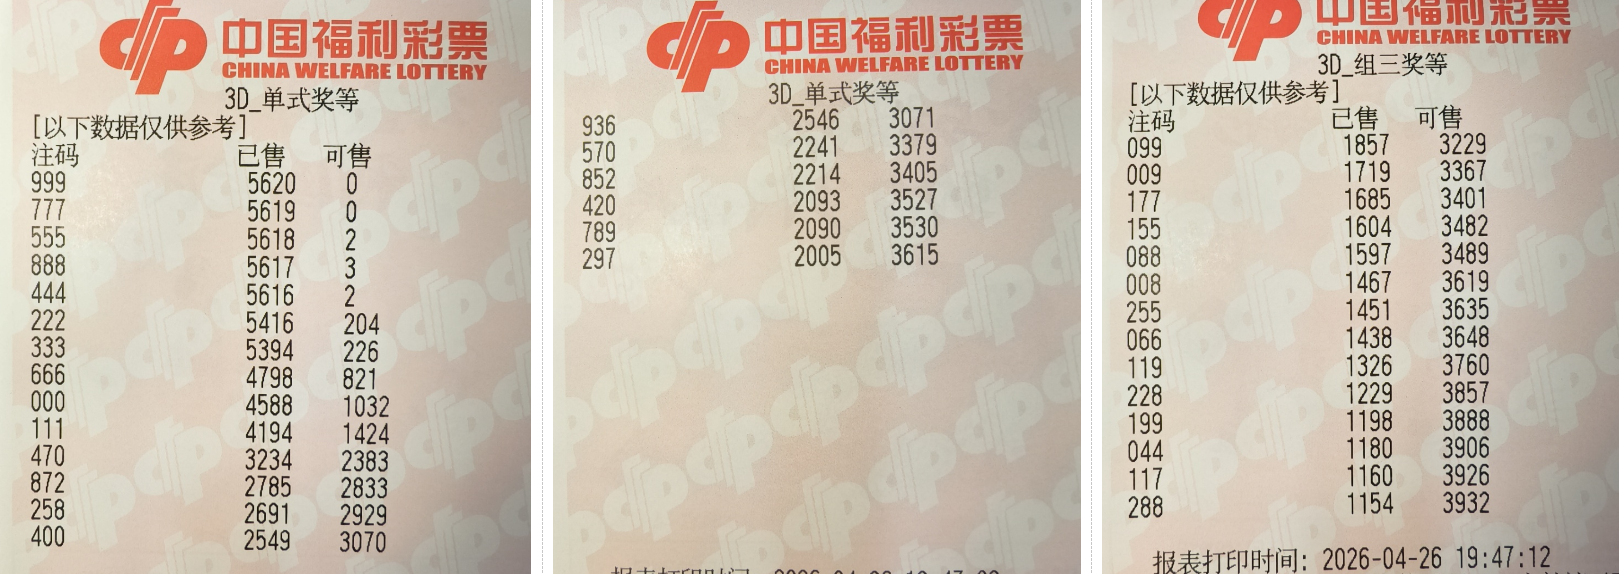 中国福利彩票
CHINA WELFARE LOTTERY
3D_单式奖等
[以下数据仅供参考]
注码 已售 可售
999 5620 0
777 5619 0
555 5618 2
888 5617 3
444 5616 2
222 5416 204
333 5394 226
666 4798 821
000 4588 1032
111 4194 1424
470 3234 2383
872 2785 2833
258 2691 2929
400 2549 3070
中国福利彩票
CHINA WELFARE LOTTERY
3D_单式奖等
936 2546 3071
570 2241 3379
852 2214 3405
420 2093 3527
789 2090 3530
297 2005 3615
中国福利彩票
CHINA WELFARE LOTTERY
3D_组三奖等
[以下数据仅供参考]
注码 已售 可售
099 1857 3229
009 1719 3367
177 1685 3401
155 1604 3482
088 1597 3489
008 1467 3619
255 1451 3635
066 1438 3648
119 1326 3760
228 1229 3857
199 1198 3888
044 1180 3906
117 1160 3926
288 1154 3932
报表打印时间: 2026-04-26 19:47:12